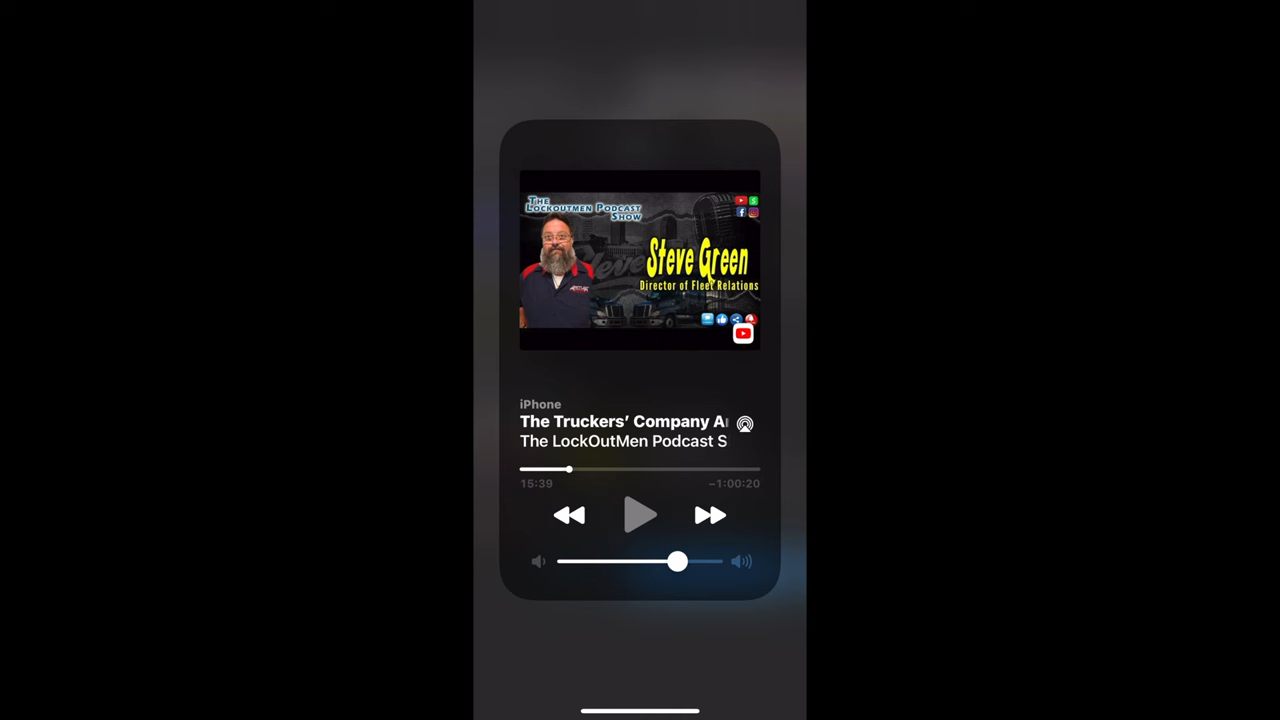 The
LockoutMen Podcast
Show
Steve Green
Director of Fleet Relations
iPhone
The Truckers’ Company A
The LockOutMen Podcast S
15:39
−1:00:20